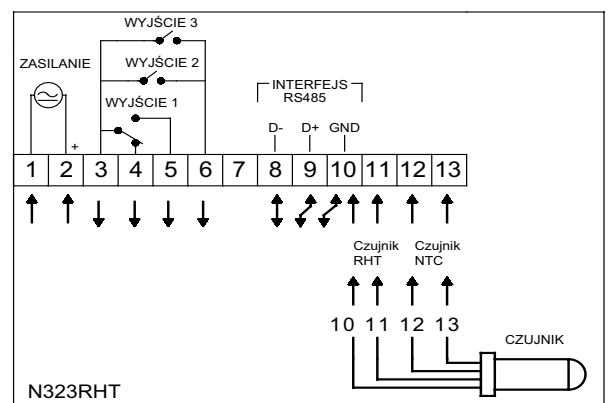 WYJŚCIE 3
ZASILANIE
WYJŚCIE 2
INTERFEJS
RS485
WYJŚCIE 1
D- D+ GND
+
1 2 3 4 5 6 7 8 9 10 11 12 13
Czujnik
RHT
Czujnik
NTC
10 11 12 13
CZUJNIK
N323RHT